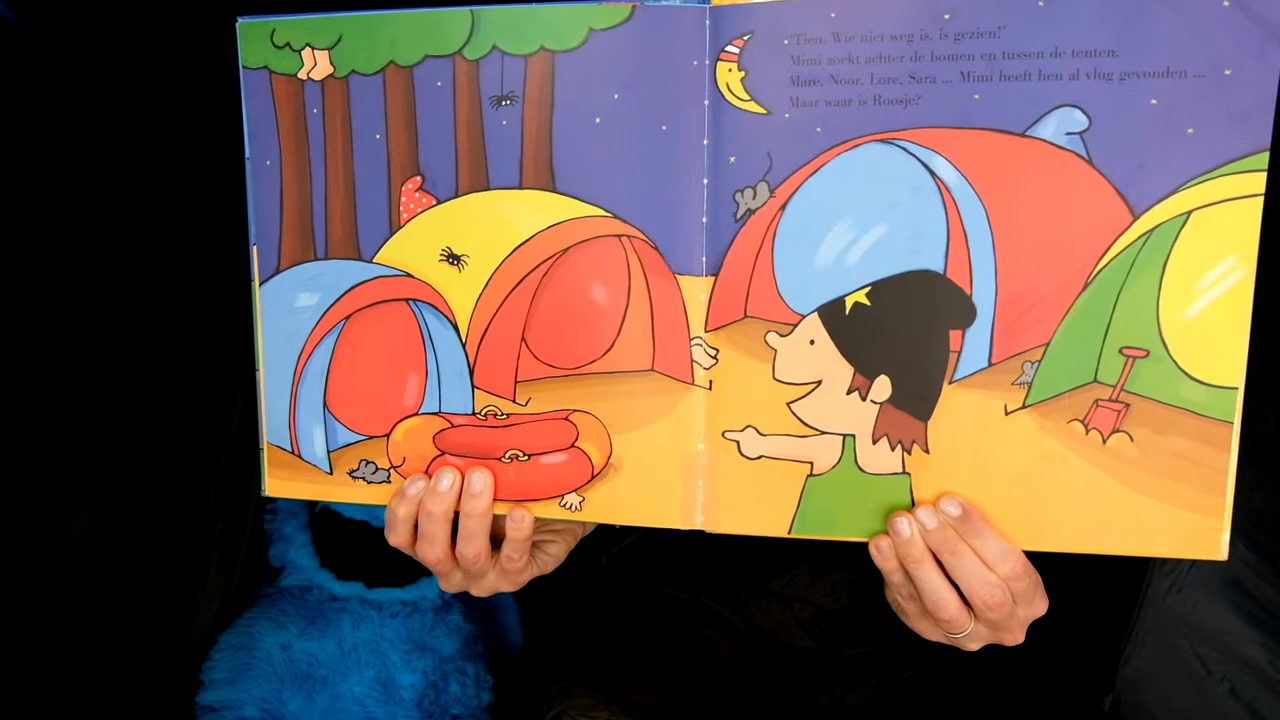 'Tien. Wie niet weg is, is gezien!'
Mimi zoekt achter de bomen en tussen de tenten.
Mare, Noor, Lore, Sara ... Mimi heeft hen al vlug gevonden ...
Maar waar is Roosje?